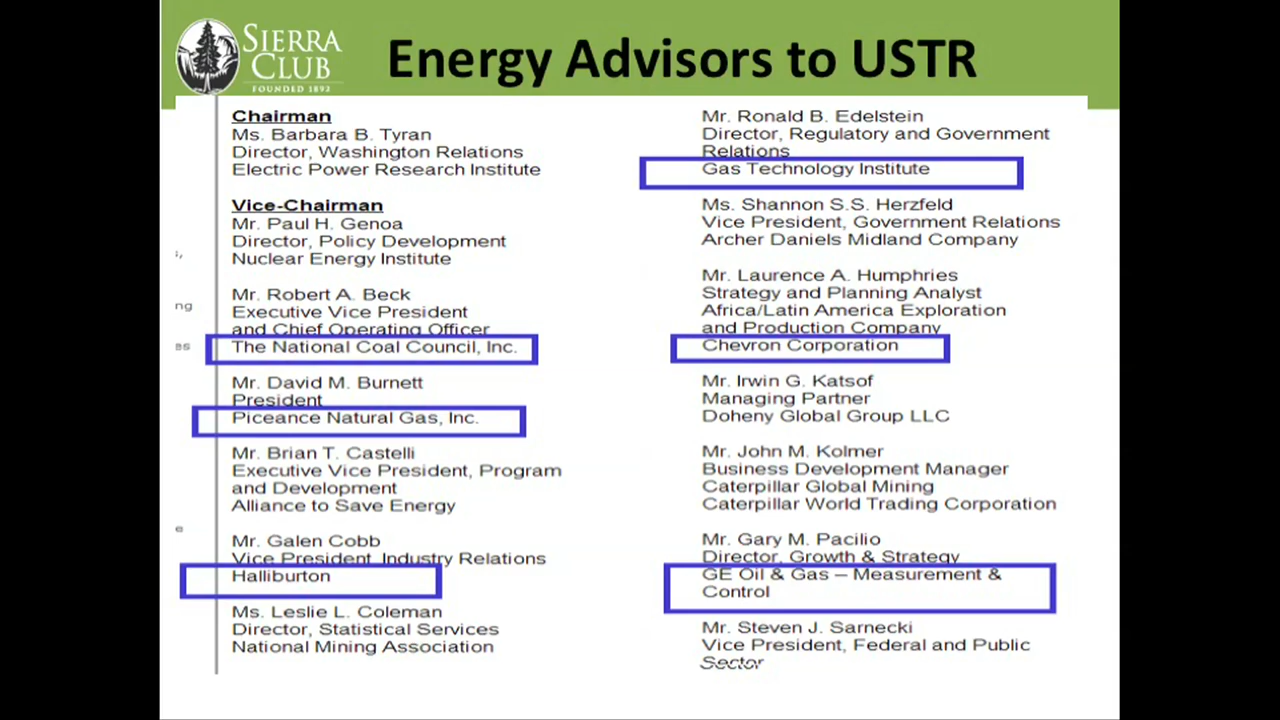 SIERRA
CLUB
FOUNDED 1892
Energy Advisors to USTR
Chairman
Ms. Barbara B. Tyran
Director, Washington Relations
Electric Power Research Institute
Vice-Chairman
Mr. Paul H. Genoa
Director, Policy Development
Nuclear Energy Institute
Mr. Robert A. Beck
Executive Vice President
and Chief Operating Officer
The National Coal Council, Inc.
Mr. David M. Burnett
President
Piceance Natural Gas, Inc.
Mr. Brian T. Castelli
Executive Vice President, Program
and Development
Alliance to Save Energy
Mr. Galen Cobb
Vice President, Industry Relations
Halliburton
Ms. Leslie L. Coleman
Director, Statistical Services
National Mining Association
Mr. Ronald B. Edelstein
Director, Regulatory and Government
Relations
Gas Technology Institute
Ms. Shannon S.S. Herzfeld
Vice President, Government Relations
Archer Daniels Midland Company
Mr. Laurence A. Humphries
Strategy and Planning Analyst
Africa/Latin America Exploration
and Production Company
Chevron Corporation
Mr. Irwin G. Katsof
Managing Partner
Doheny Global Group LLC
Mr. John M. Kolmer
Business Development Manager
Caterpillar Global Mining
Caterpillar World Trading Corporation
Mr. Gary M. Pacilio
Director, Growth & Strategy
GE Oil & Gas – Measurement &
Control
Mr. Steven J. Sarnecki
Vice President, Federal and Public
Sector